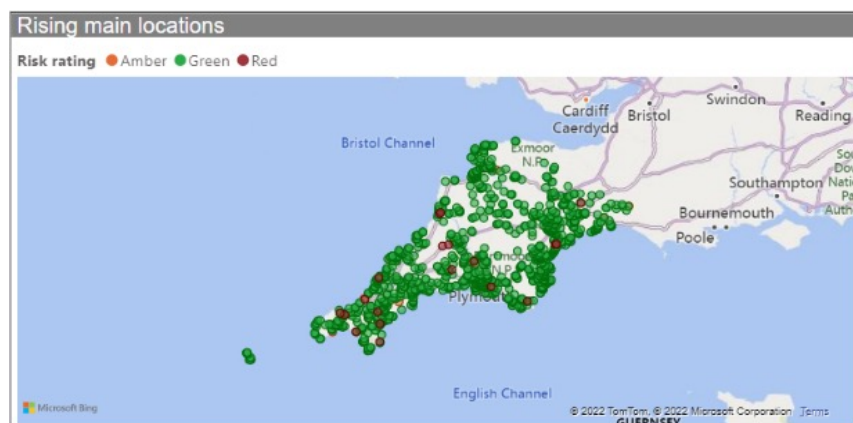 Rising main locations
Risk rating Amber Green Red
Cardiff
Caerdydd
Bristol
Swindon
Reading
Bristol Channel
Exmoor
N.P.
Southampton
Bournemouth
Poole
N.P.
English Channel
Microsoft Bing
© 2022 TomTom, © 2022 Microsoft Corporation Terms
GUERNSEY